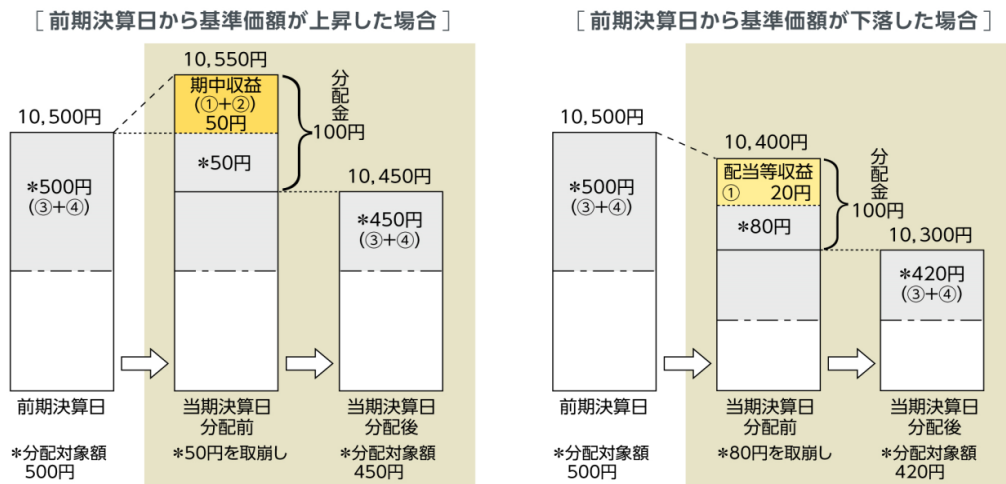 [前期決算日から基準価額が上昇した場合]
10,550円
期中収益
(①+②)
50円
分配金
100円
10,500円
*50円
10,450円
*500円
(③+④)
*450円
(③+④)
前期決算日
当期決算日
分配前
当期決算日
分配後
*分配対象額
500円
*50円を取崩し
*分配対象額
450円
[前期決算日から基準価額が下落した場合]
10,500円
10,400円
配当等収益
① 20円
分配金
100円
*500円
(③+④)
*80円
10,300円
*420円
(③+④)
前期決算日
当期決算日
分配前
当期決算日
分配後
*分配対象額
500円
*80円を取崩し
*分配対象額
420円